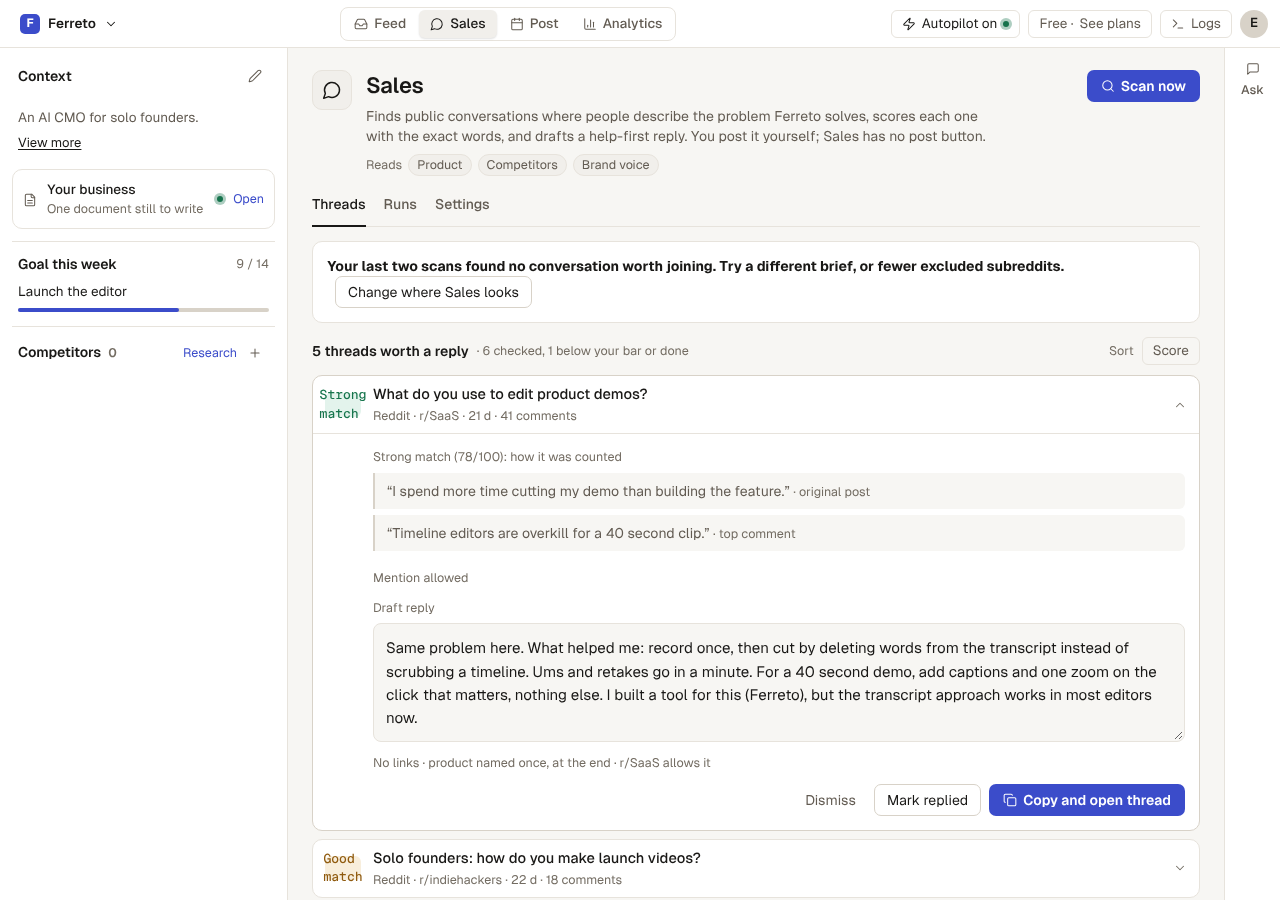 F Ferreto
Feed Sales Post Analytics
Autopilot on
Free · See plans
Logs
E
Context
An AI CMO for solo founders.
View more
Your business
One document still to write
Open
Goal this week 9 / 14
Launch the editor
Competitors 0 Research
Sales
Scan now
Finds public conversations where people describe the problem Ferreto solves, scores each one
with the exact words, and drafts a help-first reply. You post it yourself; Sales has no post button.
Reads Product Competitors Brand voice
Threads Runs Settings
Your last two scans found no conversation worth joining. Try a different brief, or fewer excluded subreddits.
Change where Sales looks
5 threads worth a reply · 6 checked, 1 below your bar or done
Sort Score
Strong
match
What do you use to edit product demos?
Reddit · r/SaaS · 21 d · 41 comments
Strong match (78/100): how it was counted
“I spend more time cutting my demo than building the feature.” · original post
“Timeline editors are overkill for a 40 second clip.” · top comment
Mention allowed
Draft reply
Same problem here. What helped me: record once, then cut by deleting words from the transcript instead of
scrubbing a timeline. Ums and retakes go in a minute. For a 40 second demo, add captions and one zoom on the
click that matters, nothing else. I built a tool for this (Ferreto), but the transcript approach works in most editors
now.
No links · product named once, at the end · r/SaaS allows it
Dismiss Mark replied Copy and open thread
Good
match
Solo founders: how do you make launch videos?
Reddit · r/indiehackers · 22 d · 18 comments
Ask